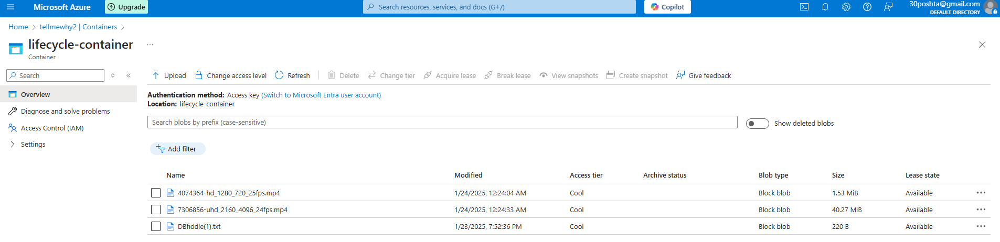 Microsoft Azure
Upgrade
Search resources, services, and docs (G+/)
Copilot
30poshta@gmail.com
DEFAULT DIRECTORY
Home > tellmewhy2 | Containers >
lifecycle-container ...
Container
Search
Overview
Diagnose and solve problems
Access Control (IAM)
Settings
Upload Change access level Refresh Delete Change tier Acquire lease Break lease View snapshots Create snapshot Give feedback
Authentication method: Access key (Switch to Microsoft Entra user account)
Location: lifecycle-container
Search blobs by prefix (case-sensitive)
Show deleted blobs
Add filter
Name Modified Access tier Archive status Blob type Size Lease state
4074364-hd_1280_720_25fps.mp4 1/24/2025, 12:24:04 AM Cool Block blob 1.53 MiB Available
7306856-uhd_2160_4096_24fps.mp4 1/24/2025, 12:24:33 AM Cool Block blob 40.27 MiB Available
DBfiddle(1).txt 1/23/2025, 7:52:36 PM Cool Block blob 220 B Available